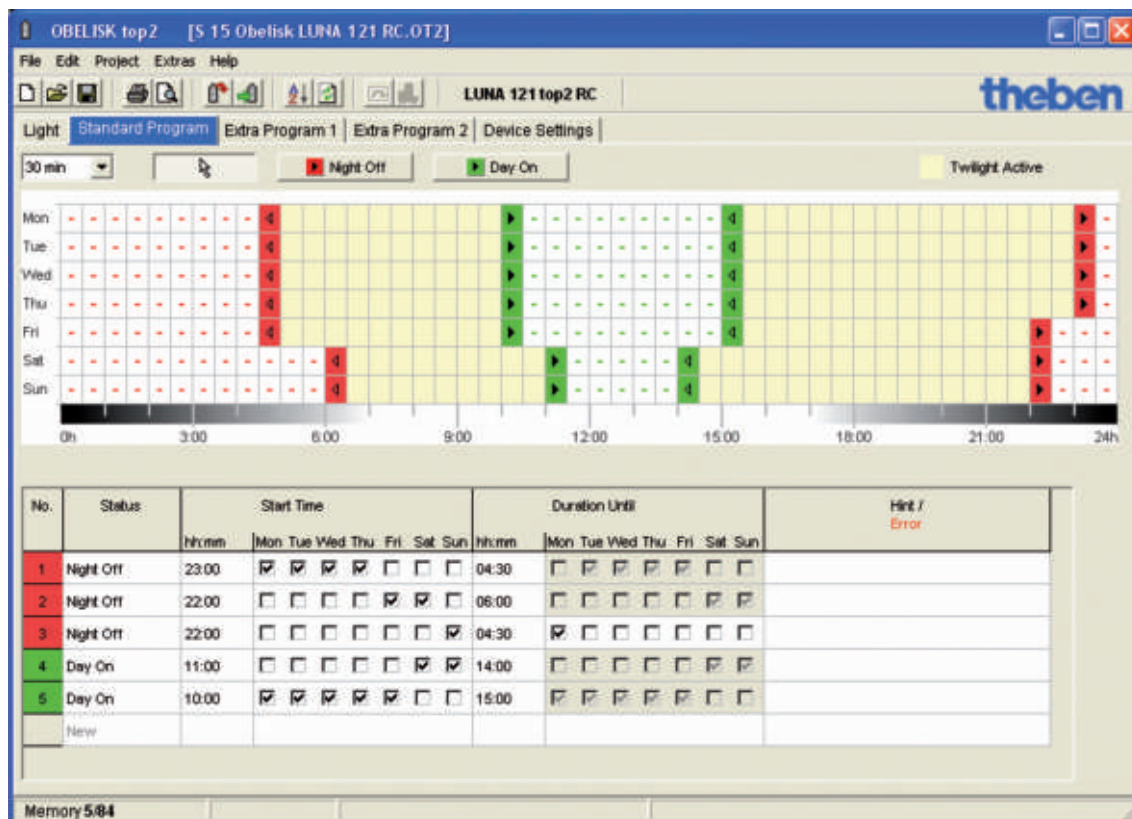 OBELISK top2 [S 15 Obelisk LUNA 121 RC.OT2]
File Edit Project Extras Help
LUNA 121 top2 RC
theben
Light Standard Program Extra Program 1 Extra Program 2 Device Settings
30 min Night Off Day On Twilight Active
Mon
Tue
Wed
Thu
Fri
Sat
Sun
0h 3:00 6:00 9:00 12:00 15:00 18:00 21:00 24h
No. Status Start Time Duration Until Hint /
Error
hh:mm Mon Tue Wed Thu Fri Sat Sun hh:mm Mon Tue Wed Thu Fri Sat Sun
1 Night Off 23:00 04:30
2 Night Off 22:00 06:00
3 Night Off 22:00 04:30
4 Day On 11:00 14:00
5 Day On 10:00 15:00
New
Memory 5/84